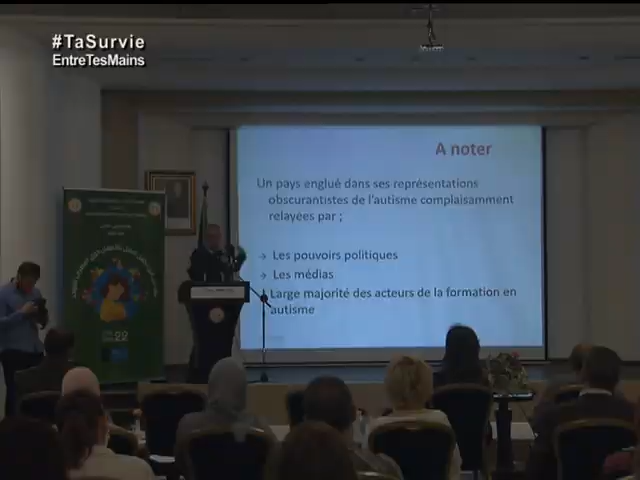 #TaSurvie
EntreTesMains
A noter
Un pays englué dans ses représentations
obscurantistes de l'autisme complaisamment
relayées par ;
→ Les pouvoirs politiques
→ Les médias
Large majorité des acteurs de la formation en
autisme
22